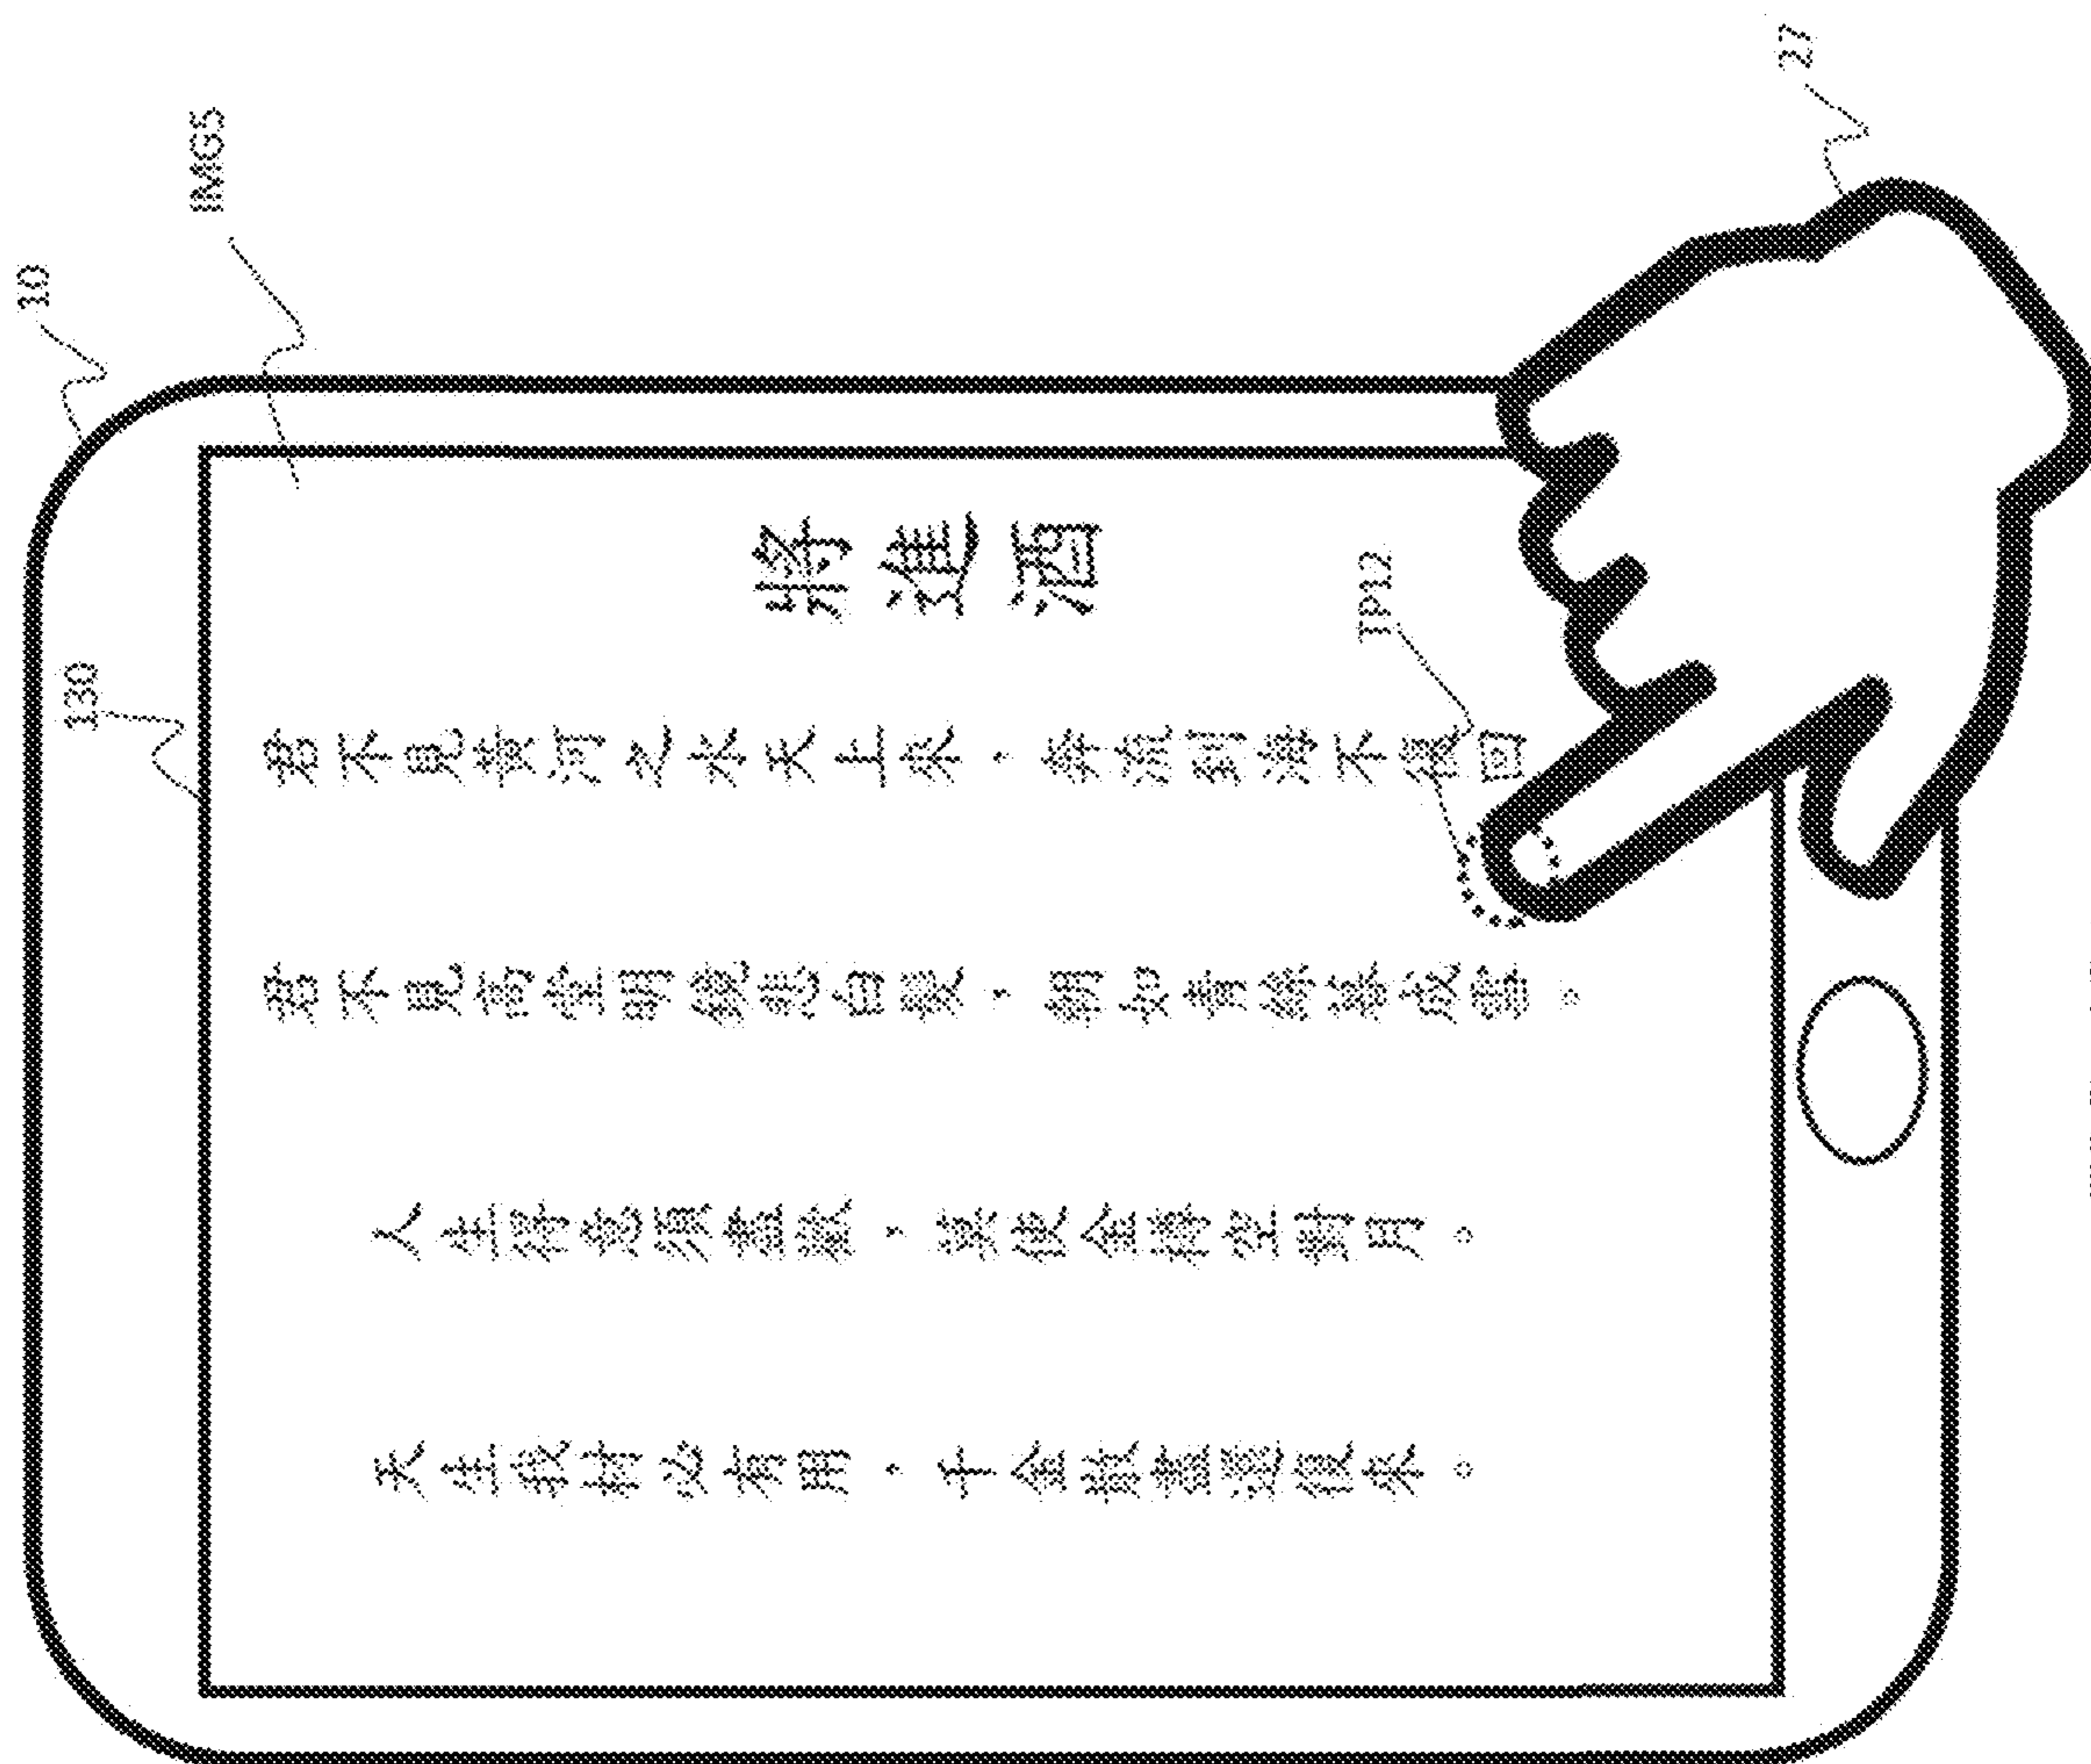 10
IMG5
27
130
TP12
將進酒
君不見黃河之水天上來，奔流到海不復回
君不見高堂明鏡悲白髮，朝如青絲暮成雪。
人生得意須盡歡，莫使金樽空對月。
天生我材必有用，千金散盡還復來。